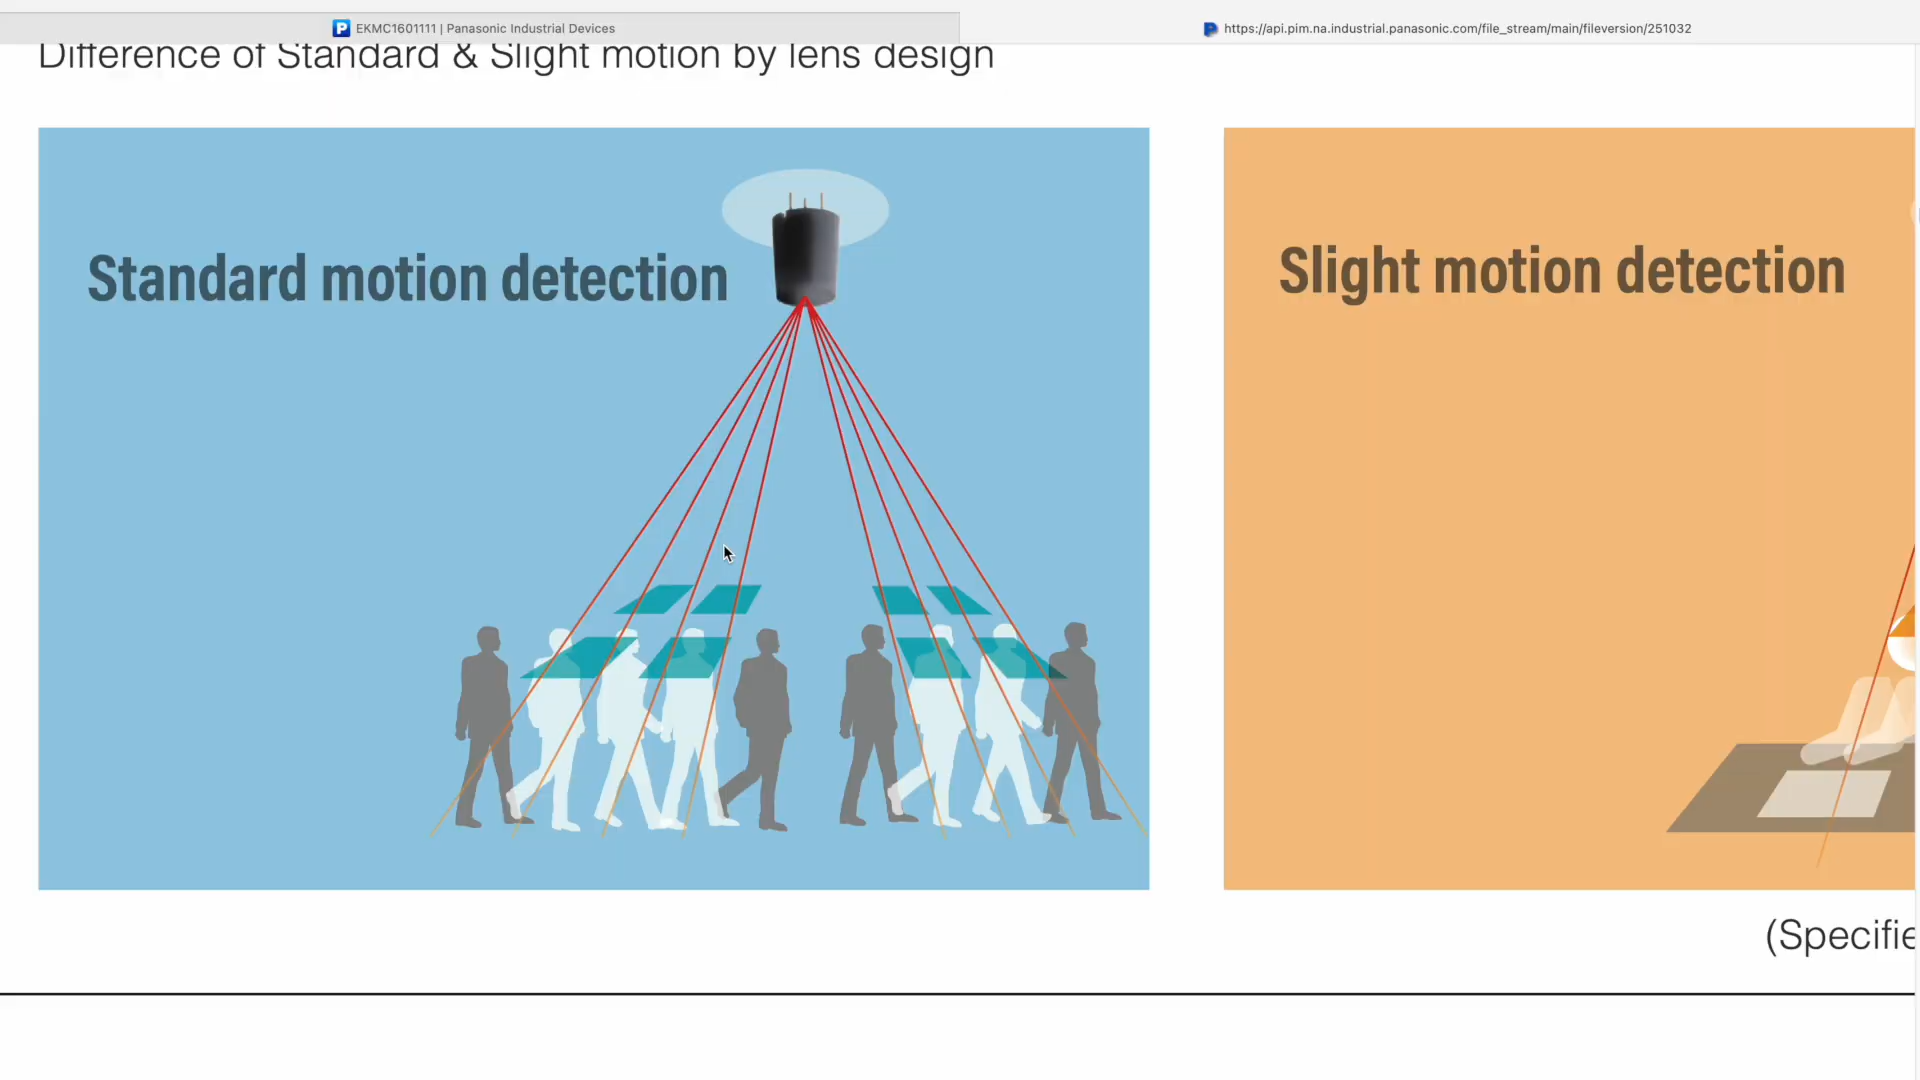 EKMC1601111 | Panasonic Industrial Devices
https://api.pim.na.industrial.panasonic.com/file_stream/main/fileversion/251032
Difference of Standard & Slight motion by lens design
Standard motion detection
Slight motion detection
(Specifie